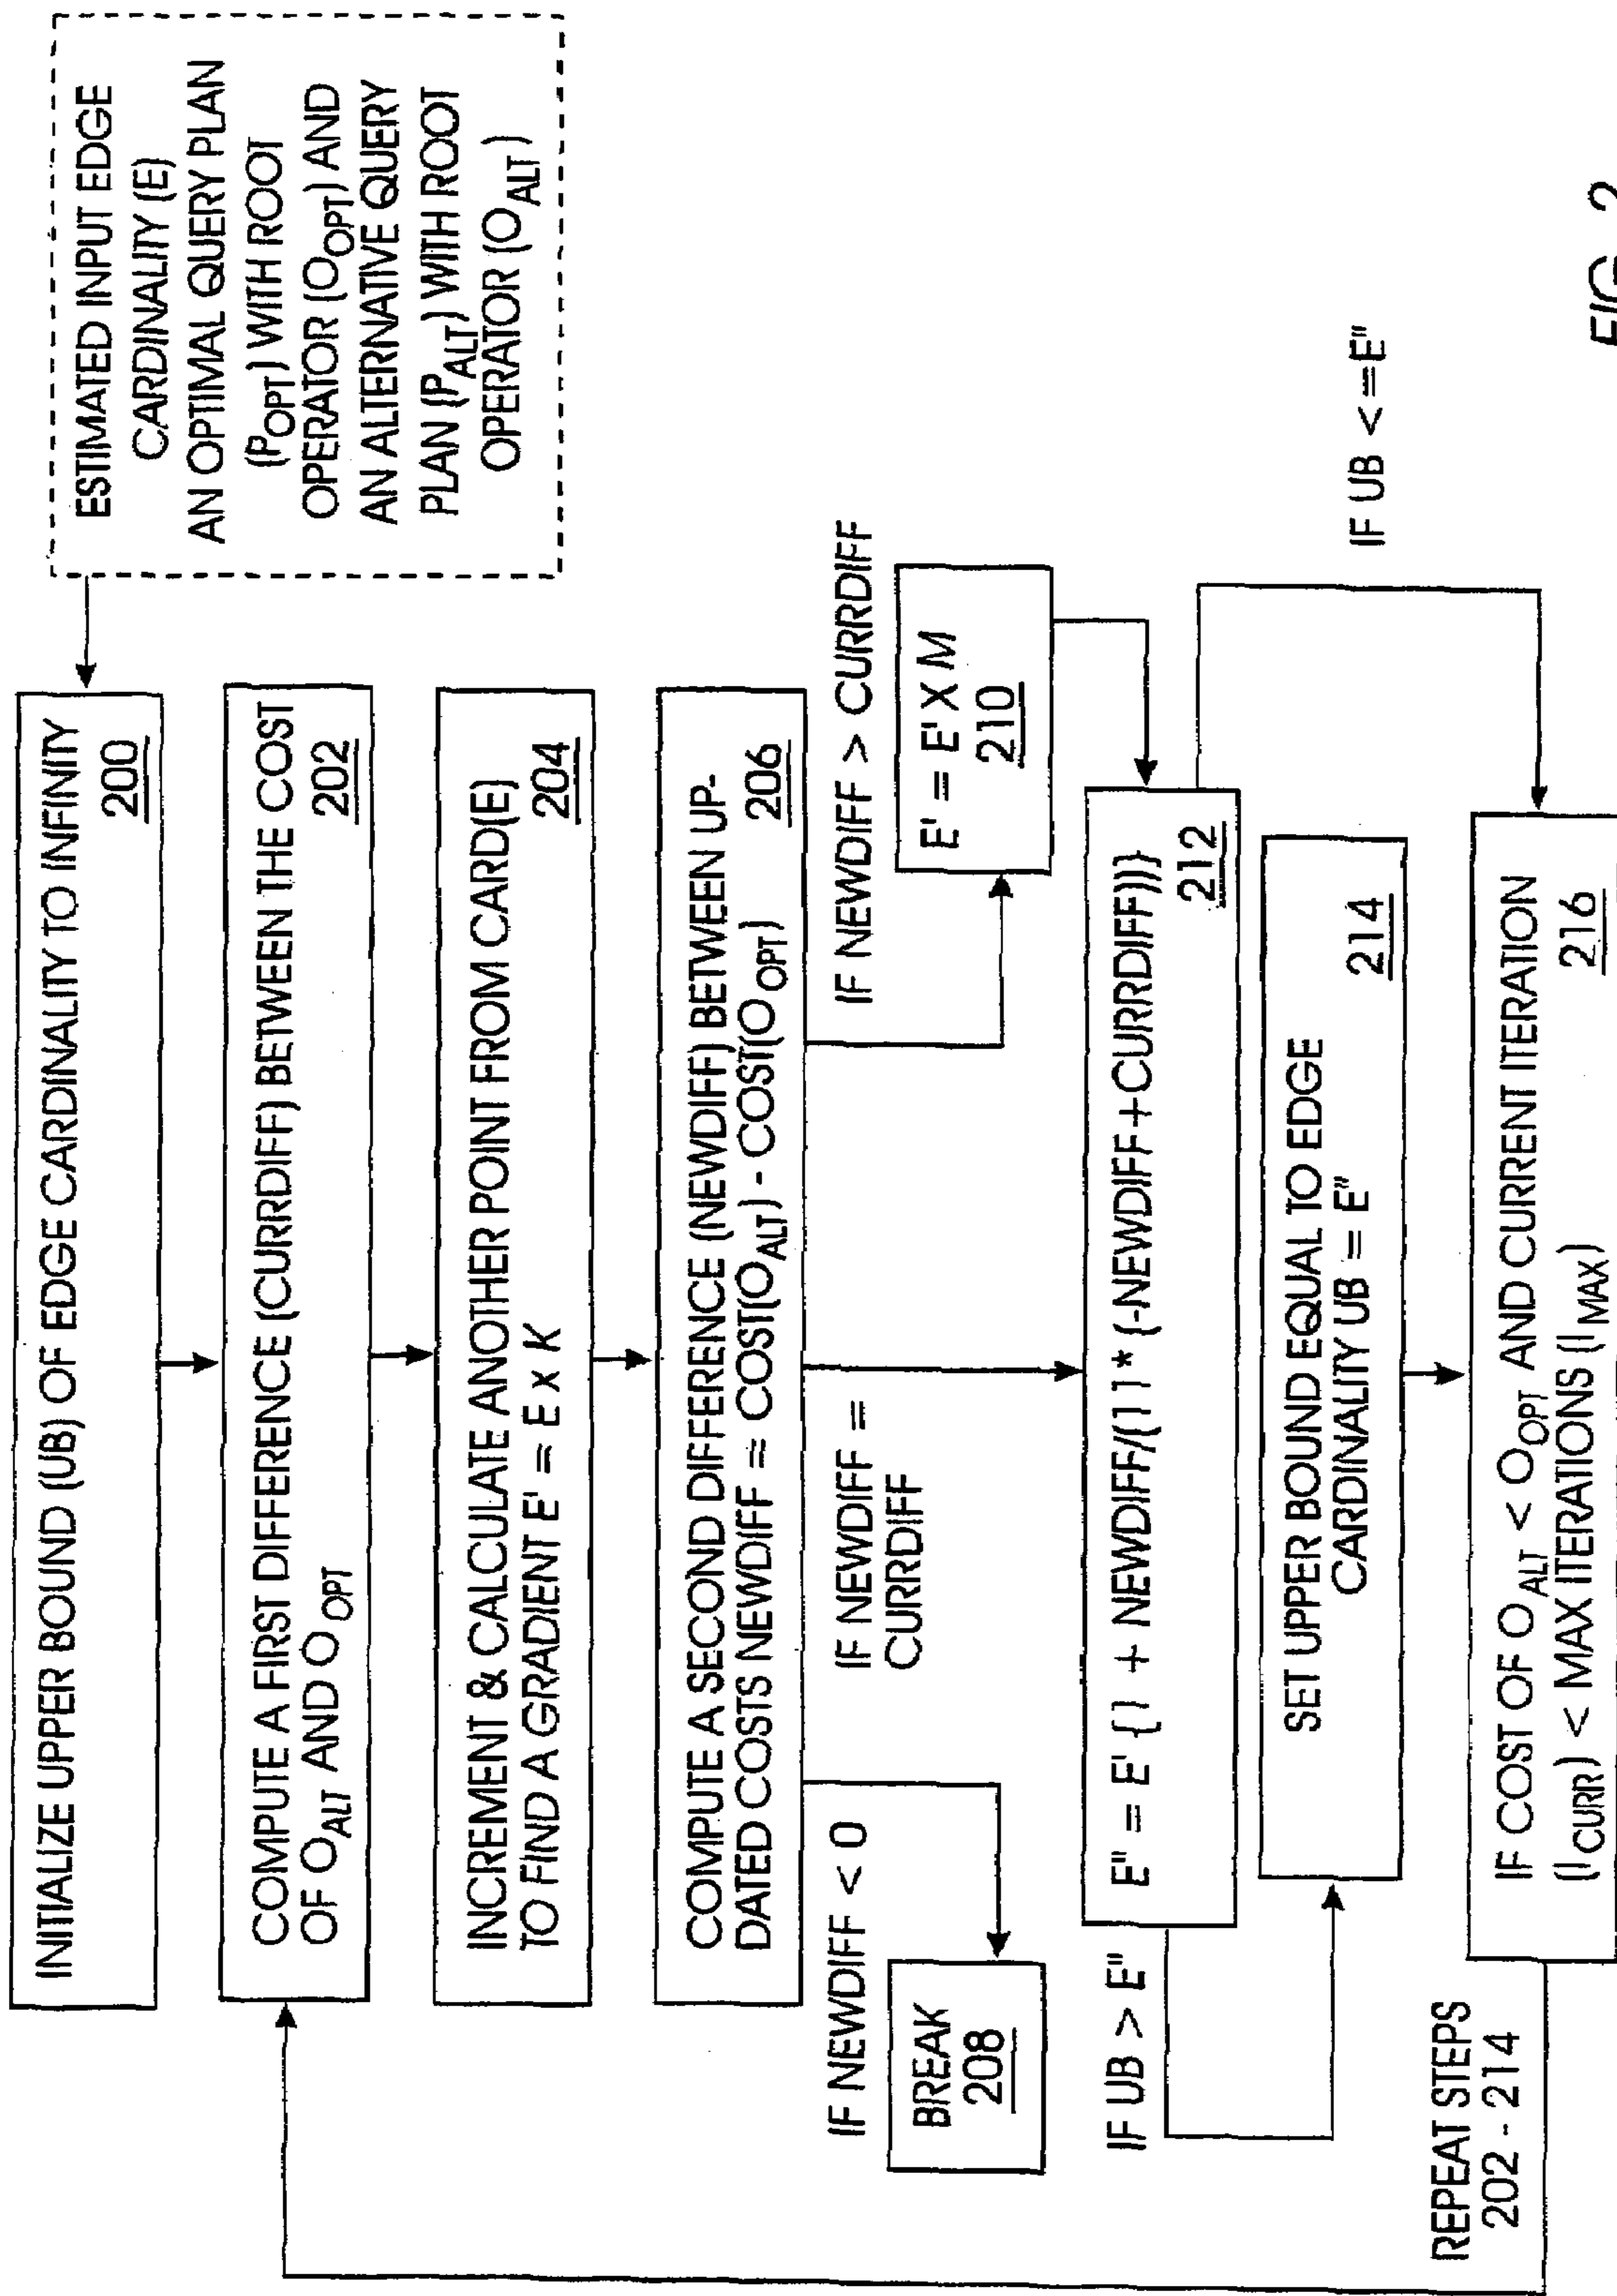 ESTIMATED INPUT EDGE
CARDINALITY (E)
AN OPTIMAL QUERY PLAN
(P_OPT) WITH ROOT
OPERATOR (O_OPT) AND
AN ALTERNATIVE QUERY
PLAN (P_ALT) WITH ROOT
OPERATOR (O_ALT)
INITIALIZE UPPER BOUND (UB) OF EDGE CARDINALITY TO INFINITY
200
COMPUTE A FIRST DIFFERENCE (CURRDIFF) BETWEEN THE COST
OF O_ALT AND O_OPT
202
INCREMENT & CALCULATE ANOTHER POINT FROM CARD(E)
TO FIND A GRADIENT E' = E x K
204
COMPUTE A SECOND DIFFERENCE (NEWDIFF) BETWEEN UP-
DATED COSTS NEWDIFF = COST(O_ALT) - COST(O_OPT)
206
IF NEWDIFF < 0
BREAK
208
IF NEWDIFF =
CURRDIFF
IF NEWDIFF > CURRDIFF
E' = E' X M
210
E" = E' {1 + NEWDIFF/(11 * (-NEWDIFF+CURRDIFF))}
212
IF UB > E"
IF UB <=E"
SET UPPER BOUND EQUAL TO EDGE
CARDINALITY UB = E"
214
IF COST OF O_ALT < O_OPT AND CURRENT ITERATION
(I_CURR) < MAX ITERATIONS (I_MAX)
216
REPEAT STEPS
202 - 214
FIG. 2